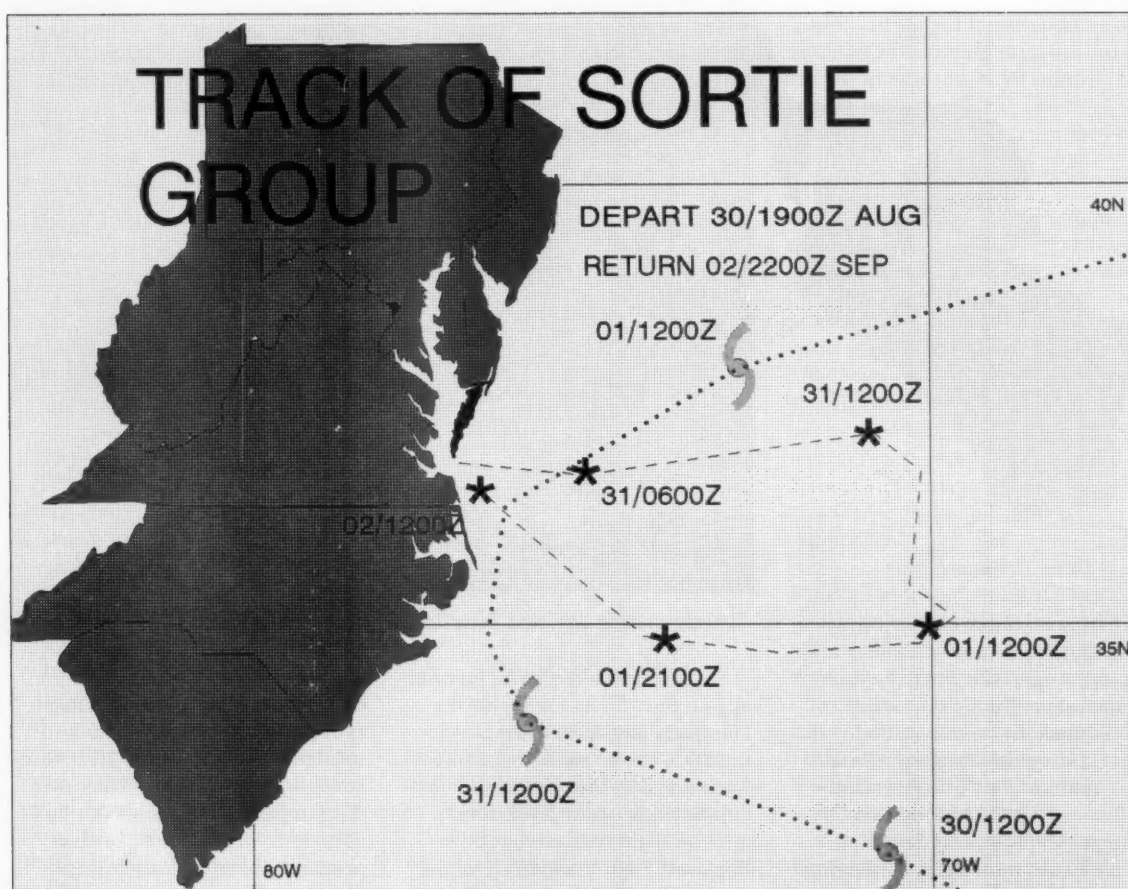 TRACK OF SORTIE
GROUP
40N
DEPART 30/1900Z AUG
RETURN 02/2200Z SEP
01/1200Z
31/1200Z
31/0600Z
02/1200Z
01/1200Z
35N
01/2100Z
31/1200Z
30/1200Z
80W
70W